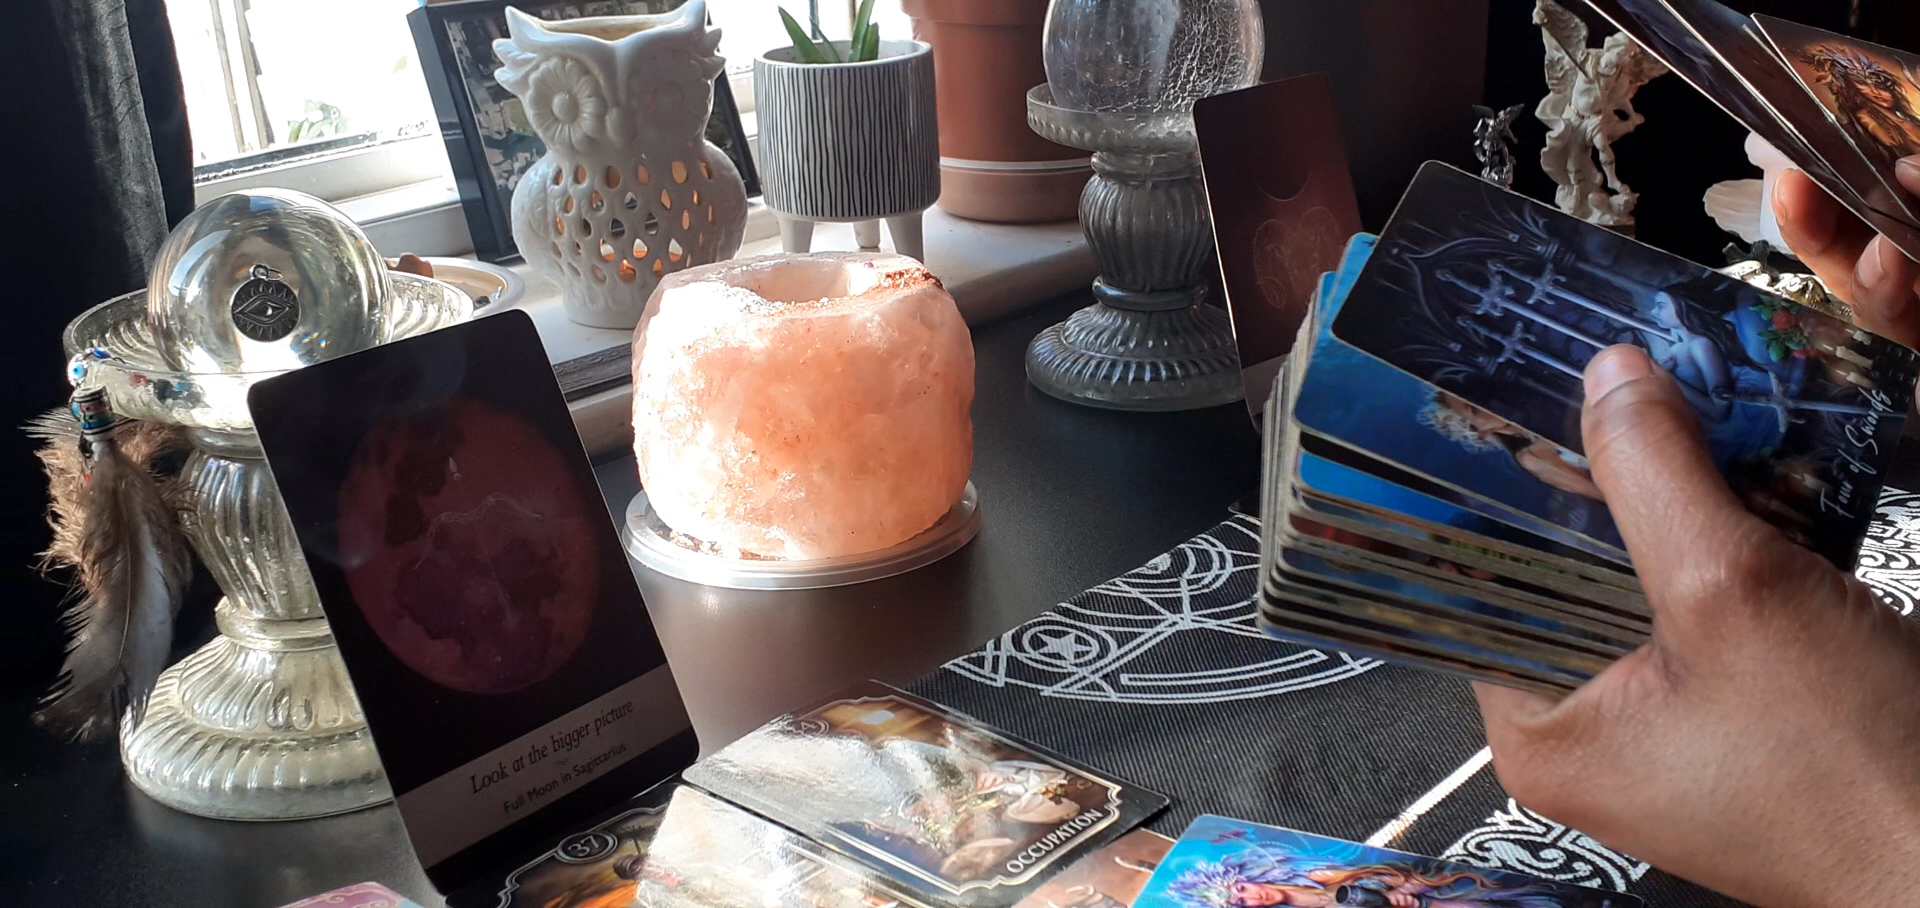 Look at the bigger picture
Full Moon in Sagittarius
37
OCCUPATION
Four of Swords